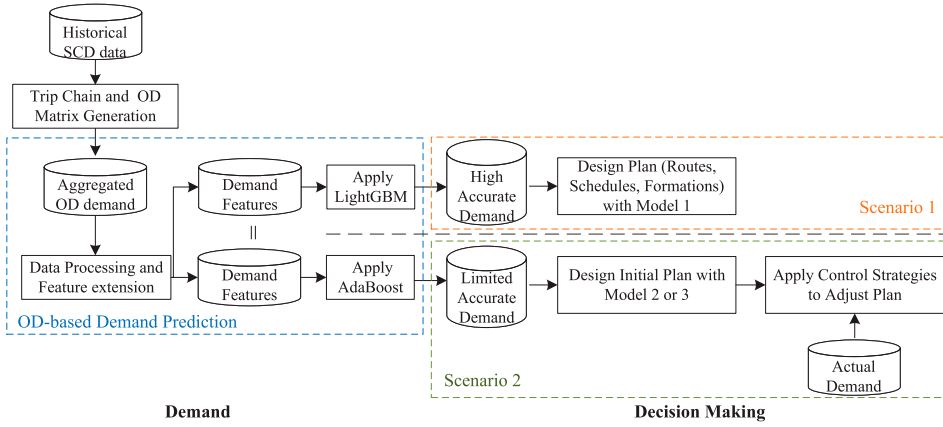 Historical
SCD data
Trip Chain and OD
Matrix Generation
Aggregated
OD demand
Data Processing and
Feature extension
OD-based Demand Prediction
Demand
Features
=
Demand
Features
Apply
LightGBM
Apply
AdaBoost
High
Accurate
Demand
Design Plan (Routes,
Schedules, Formations)
with Model 1
Scenario 1
Limited
Accurate
Demand
Design Initial Plan with
Model 2 or 3
Apply Control Strategies
to Adjust Plan
Actual
Demand
Scenario 2
Demand
Decision Making